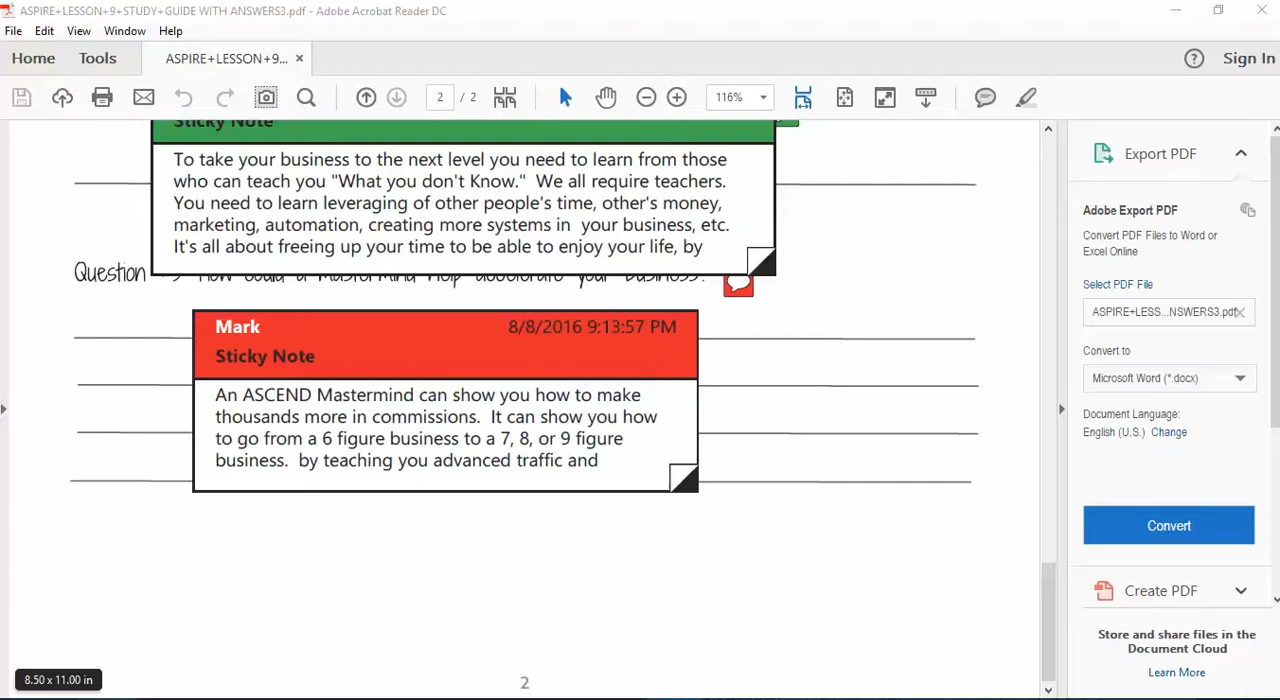 ASPIRE+LESSON+9+STUDY+GUIDE WITH ANSWERS3.pdf - Adobe Acrobat Reader DC
File Edit View Window Help
Home Tools ASPIRE+LESSON+9... × Sign In
2 / 2 116%
Sticky Note
To take your business to the next level you need to learn from those
who can teach you "What you don't Know." We all require teachers.
You need to learn leveraging of other people's time, other's money,
marketing, automation, creating more systems in your business, etc.
It's all about freeing up your time to be able to enjoy your life, by
Question How could a Mastermind help accelerate your business?
Mark 8/8/2016 9:13:57 PM
Sticky Note
An ASCEND Mastermind can show you how to make
thousands more in commissions. It can show you how
to go from a 6 figure business to a 7, 8, or 9 figure
business. by teaching you advanced traffic and
2
8.50 x 11.00 in
Export PDF
Adobe Export PDF
Convert PDF Files to Word or
Excel Online
Select PDF File
ASPIRE+LESS...NSWERS3.pdf
Convert to
Microsoft Word (*.docx)
Document Language:
English (U.S.) Change
Convert
Create PDF
Store and share files in the
Document Cloud
Learn More